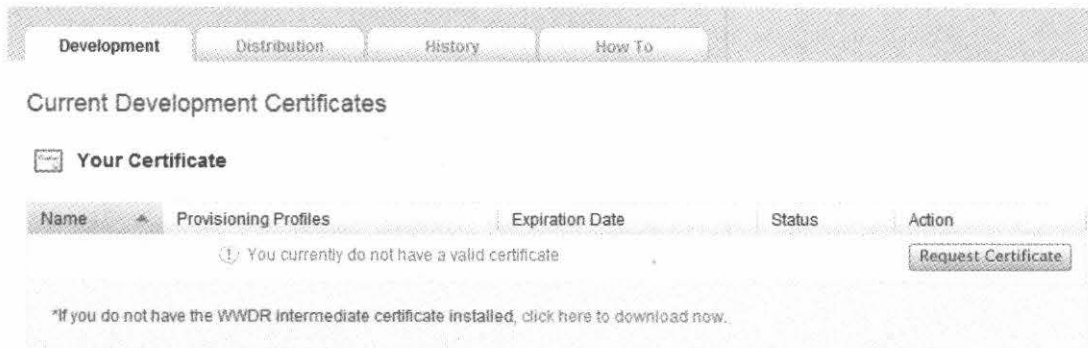 Development Distribution History How To
Current Development Certificates
Your Certificate
Name Provisioning Profiles Expiration Date Status Action
You currently do not have a valid certificate Request Certificate
*If you do not have the WWDR intermediate certificate installed, click here to download now.